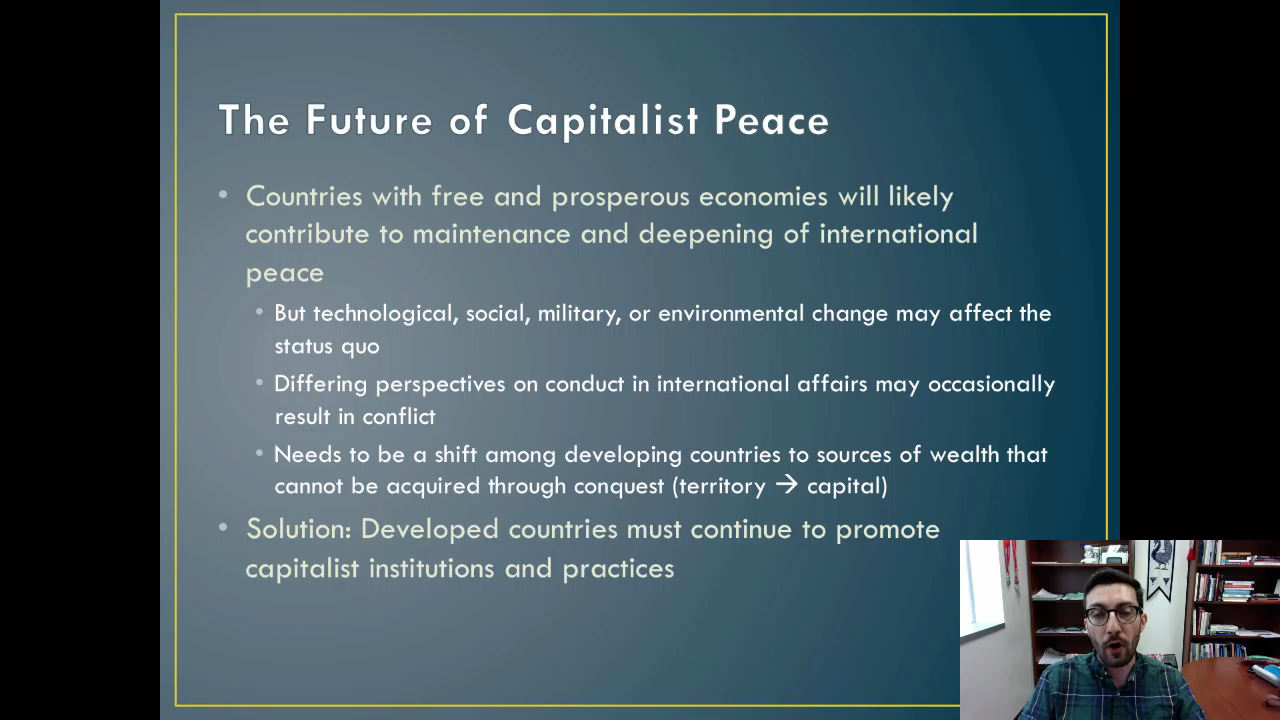 The Future of Capitalist Peace
• Countries with free and prosperous economies will likely
contribute to maintenance and deepening of international
peace
• But technological, social, military, or environmental change may affect the
status quo
• Differing perspectives on conduct in international affairs may occasionally
result in conflict
• Needs to be a shift among developing countries to sources of wealth that
cannot be acquired through conquest (territory → capital)
• Solution: Developed countries must continue to promote
capitalist institutions and practices